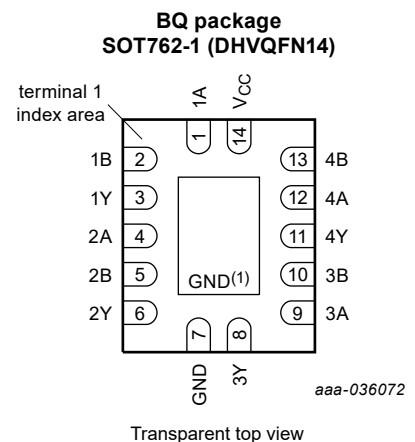 BQ package
SOT762-1 (DHVQFN14)
terminal 1
index area
1A
VCC
1
14
1B 2
13 4B
1Y 3
12 4A
2A 4
11 4Y
2B 5
10 3B
2Y 6
9 3A
GND(1)
7
8
GND
3Y
aaa-036072
Transparent top view